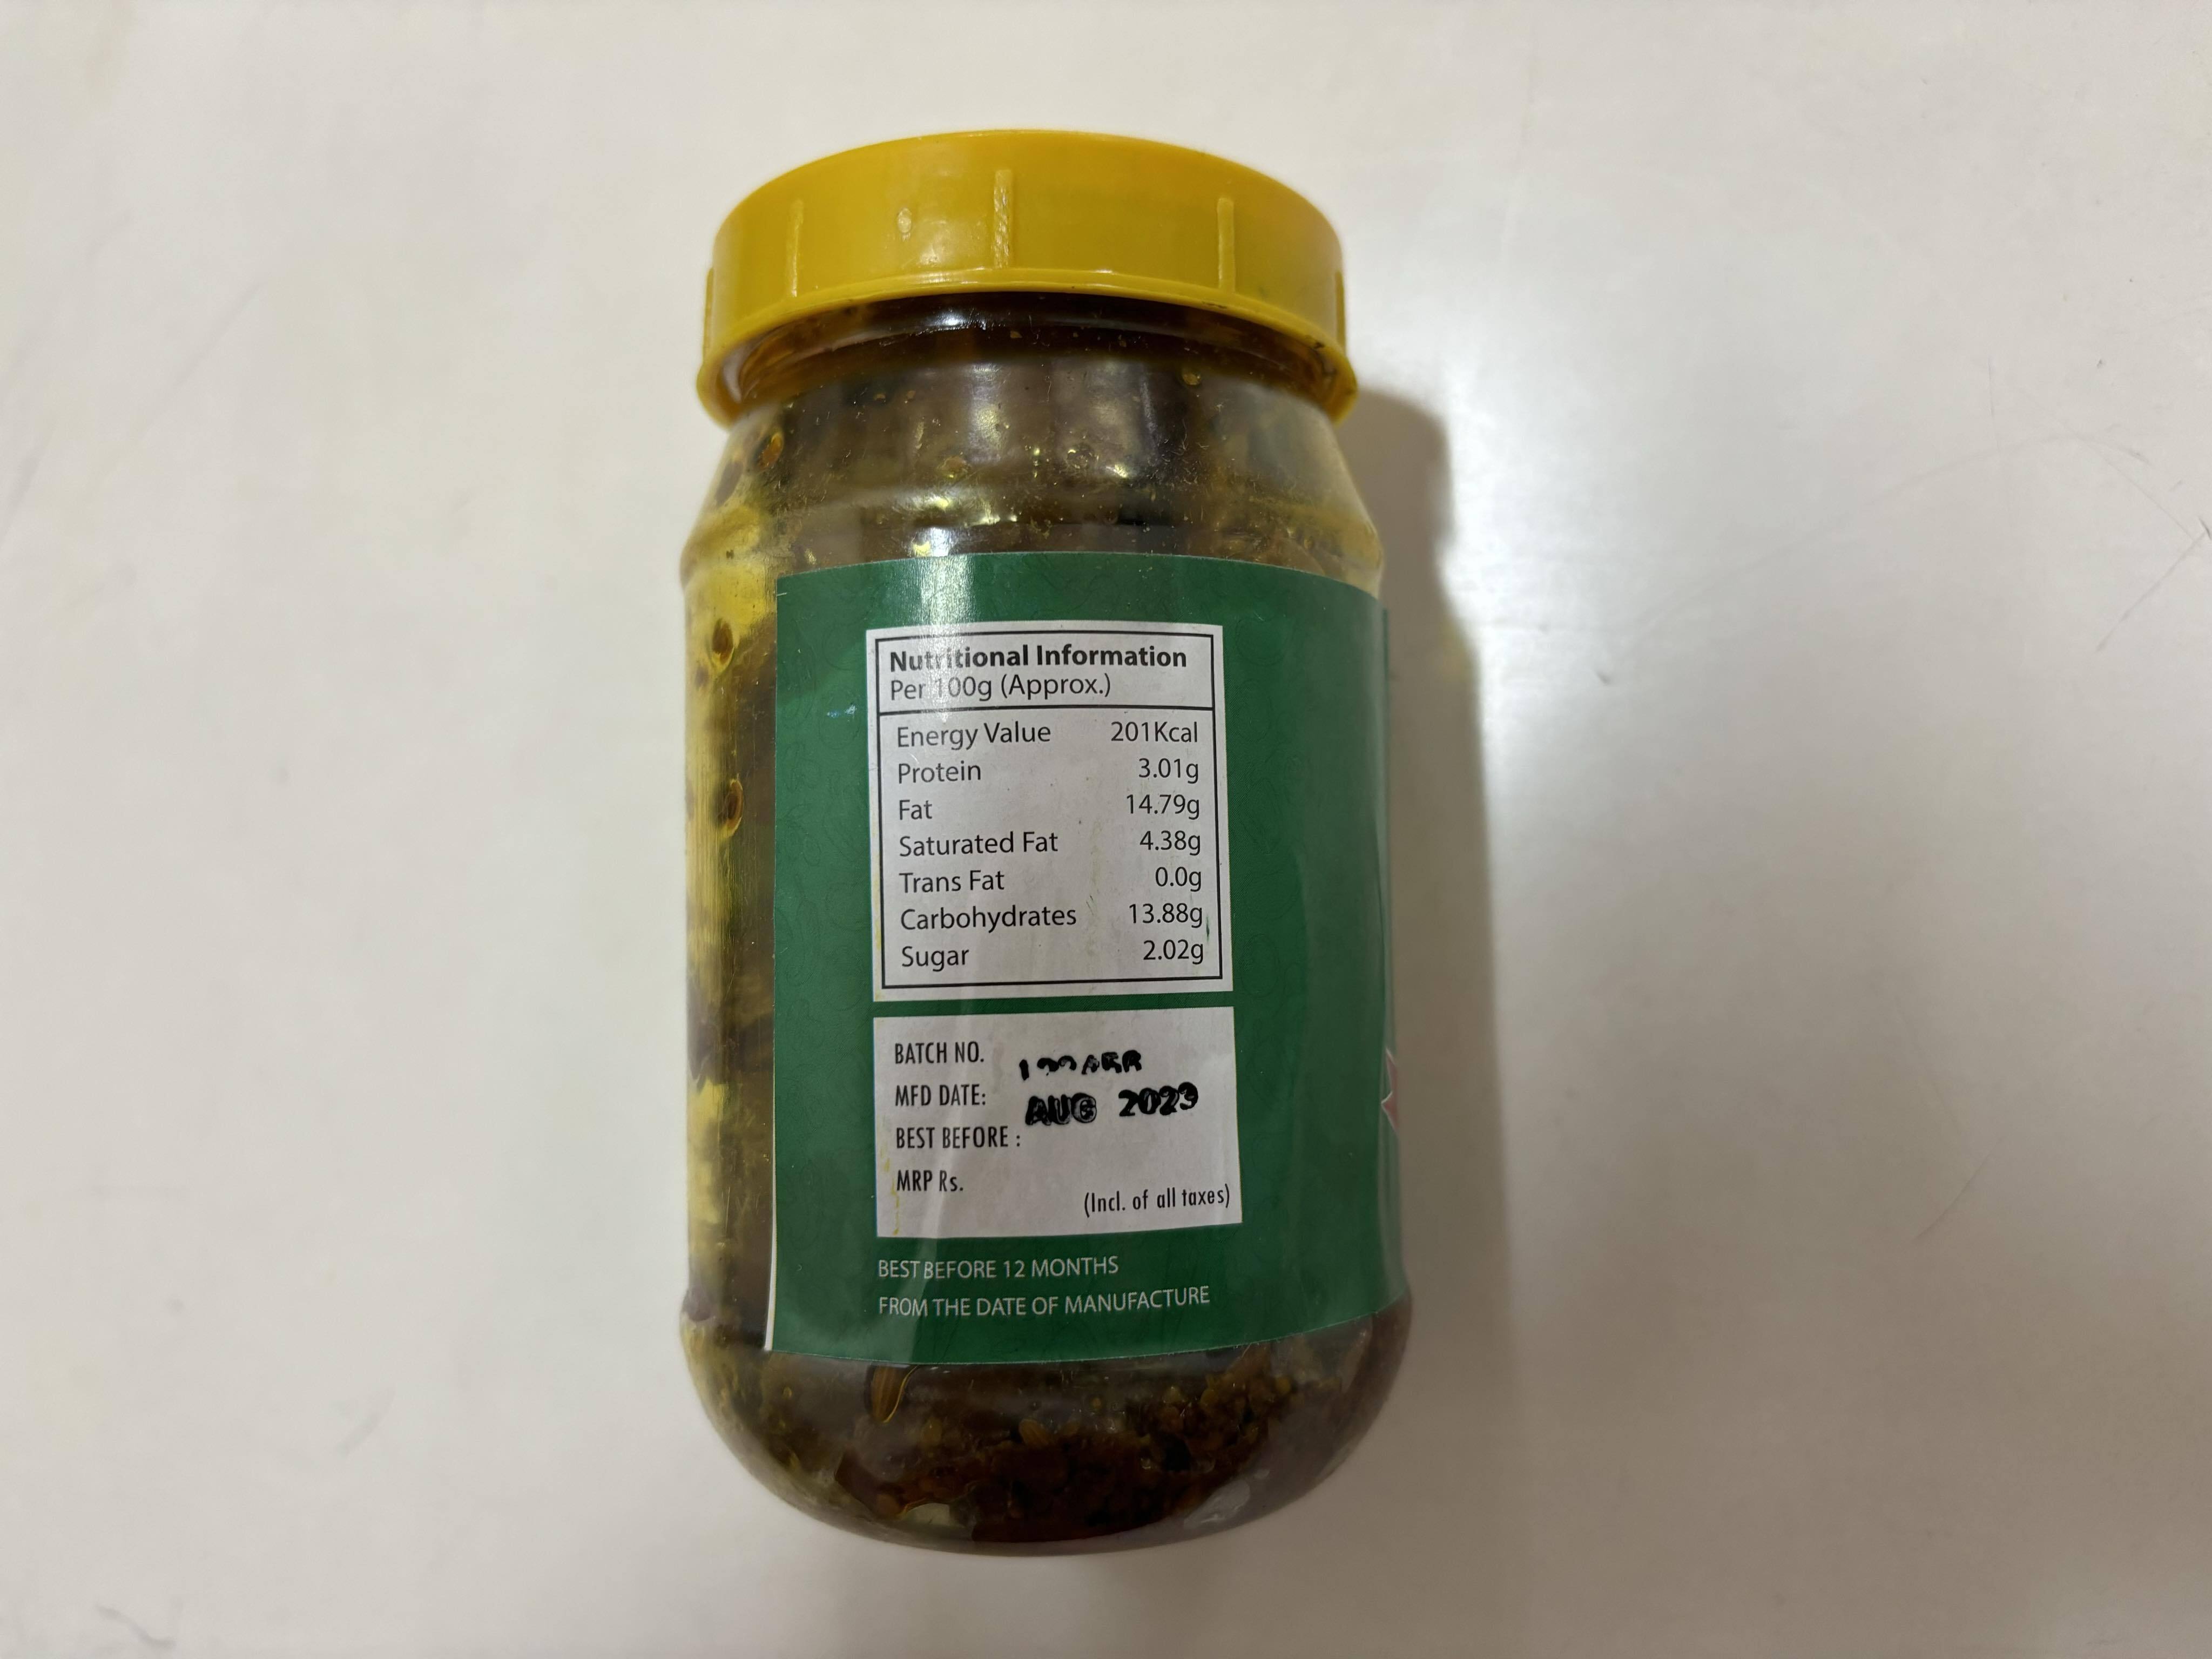 Nutritional Information
Per 100g (Approx.)
Energy Value 201Kcal
Protein 3.01g
Fat 14.79g
Saturated Fat 4.38g
Trans Fat 0.0g
Carbohydrates 13.88g
Sugar 2.02g
BATCH NO.
MFD DATE: AUG 2023
BEST BEFORE :
MRP Rs.
(Incl. of all taxes)
BEST BEFORE 12 MONTHS
FROM THE DATE OF MANUFACTURE